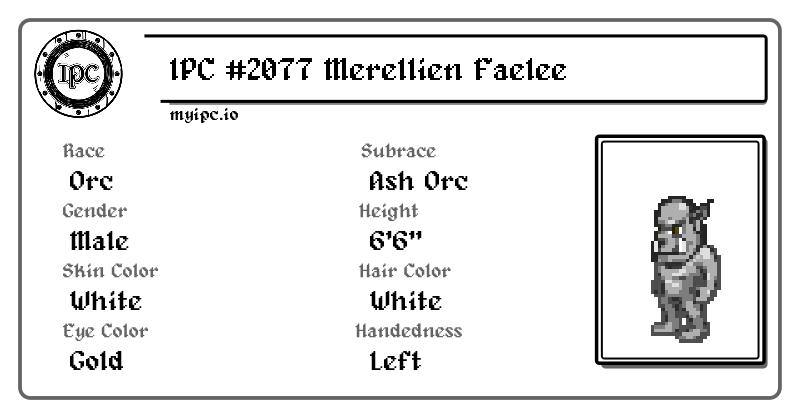 IPC
IPC #2077 Merellien Faelee
myipc.io
Race
Orc
Subrace
Ash Orc
Gender
Male
Height
6'6"
Skin Color
White
Hair Color
White
Eye Color
Gold
Handedness
Left